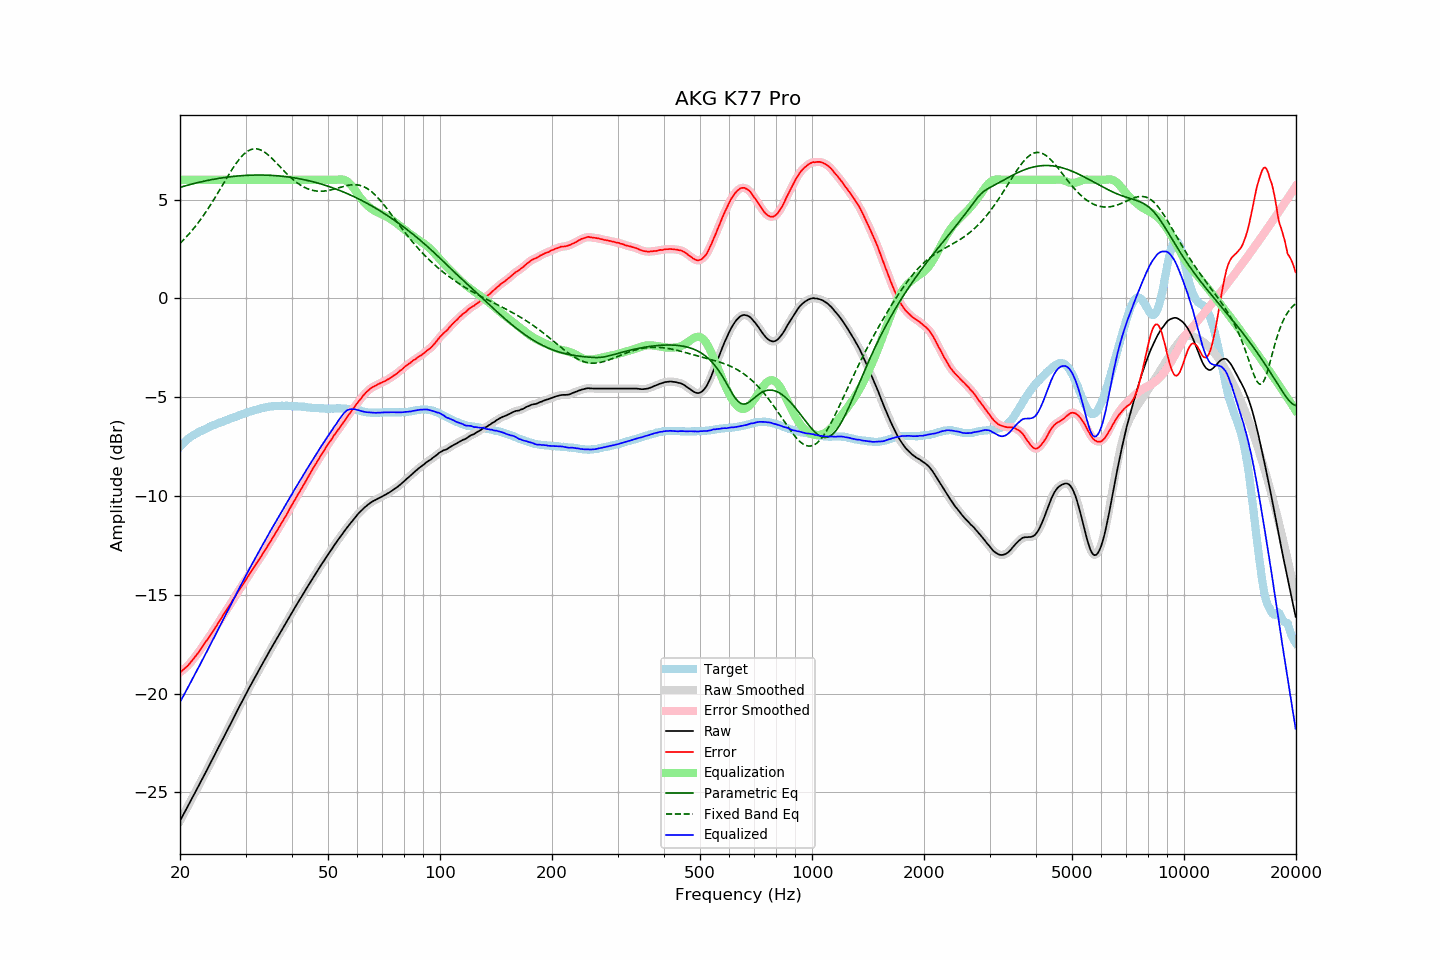 AKG K77 Pro
Amplitude (dBr)
5
0
−5
−10
−15
−20
−25
Target
Raw Smoothed
Error Smoothed
Raw
Error
Equalization
Parametric Eq
Fixed Band Eq
Equalized
20 50 100 200 500 1000 2000 5000 10000 20000
Frequency (Hz)